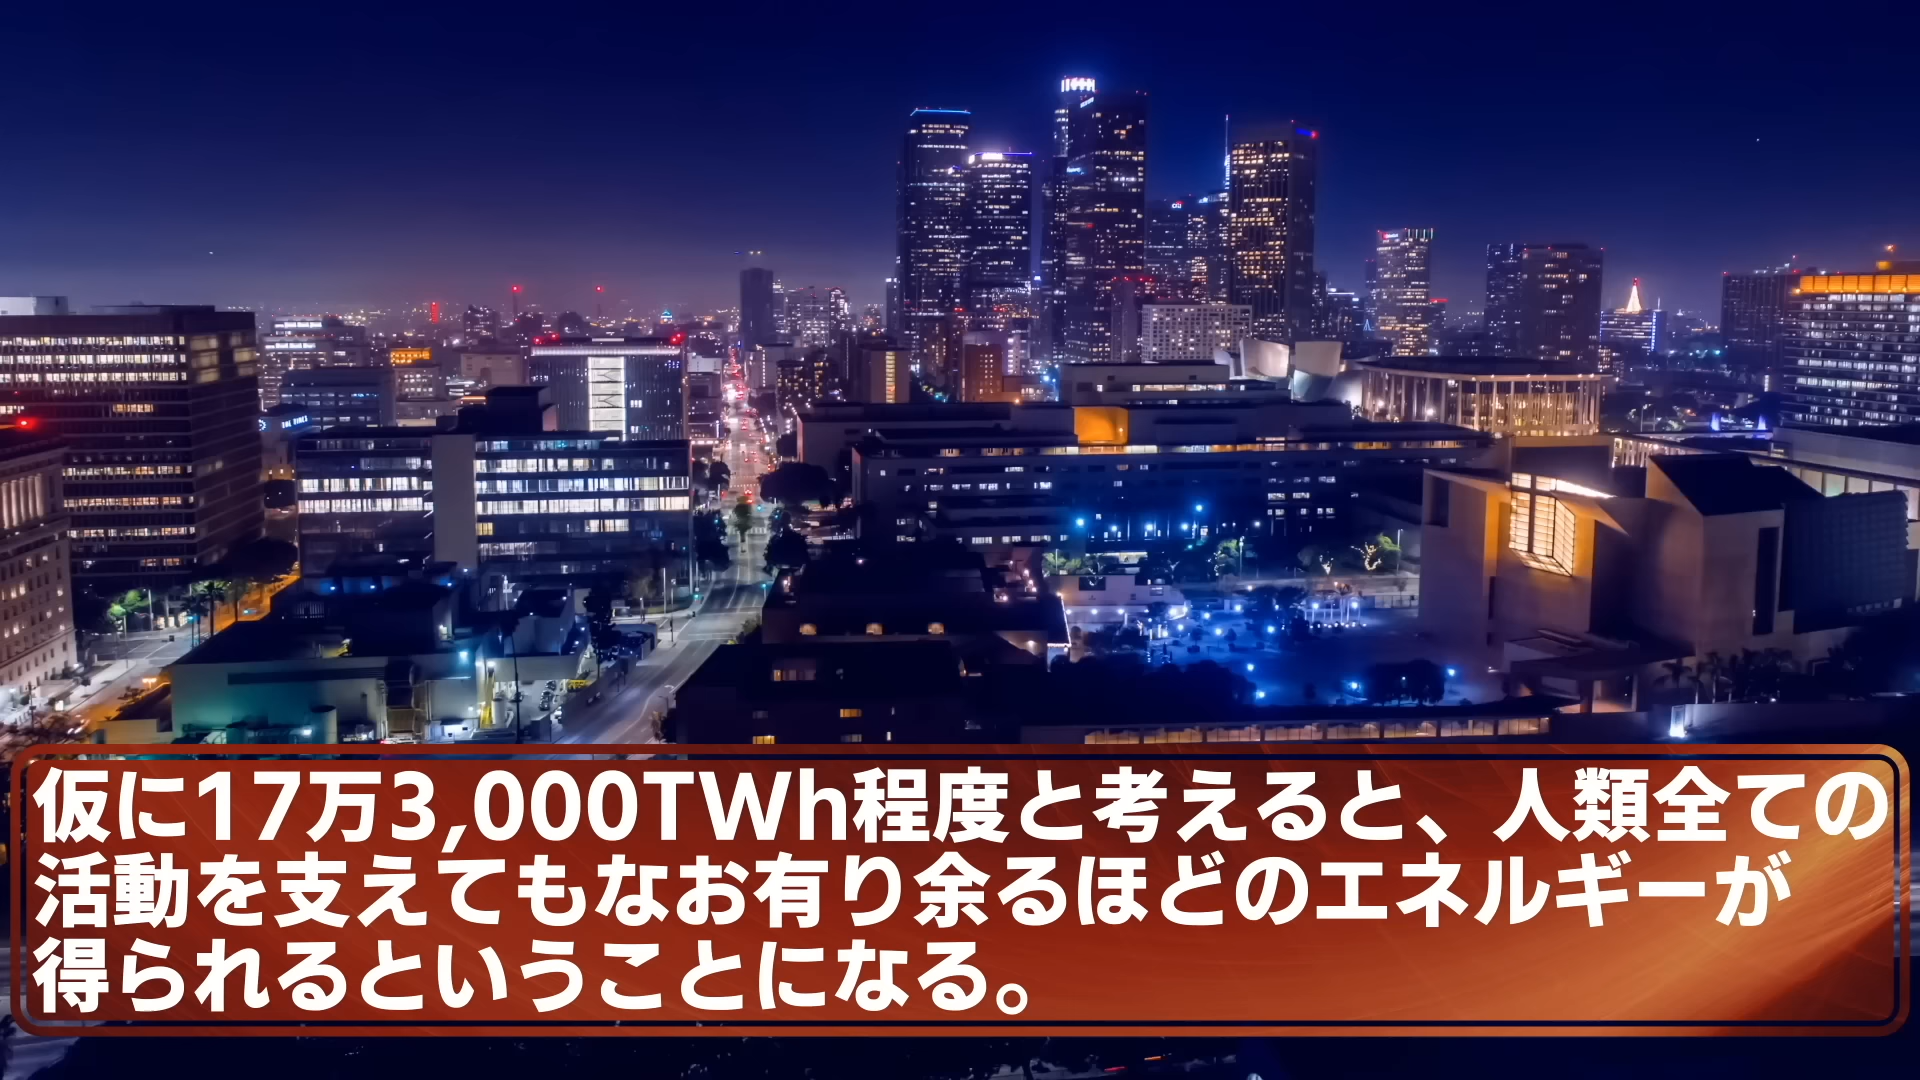 仮に17万3,000TWh程度と考えると、人類全ての
活動を支えてもなお有り余るほどのエネルギーが
得られるということになる。